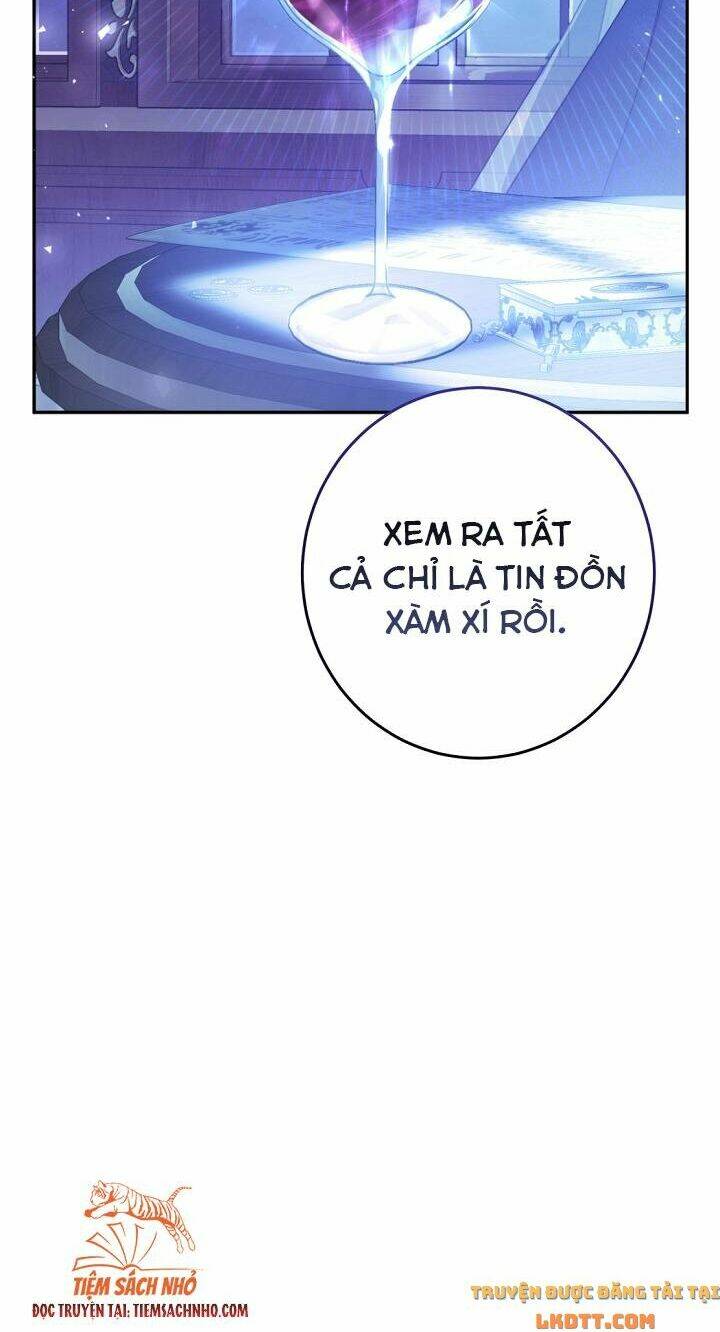 XEM RA TẤT
CẢ CHỈ LÀ TIN ĐỒN
XÀM XÍ RỒI.
TIỆM SÁCH NHỎ
ĐỌC TRUYỆN TẠI: TIEMSACHNHO.COM
TRUYỆN ĐƯỢC ĐĂNG TẢI TẠI
LKDTT.COM